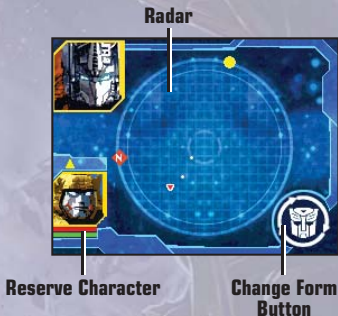 Radar
N
Reserve Character
Change Form
Button